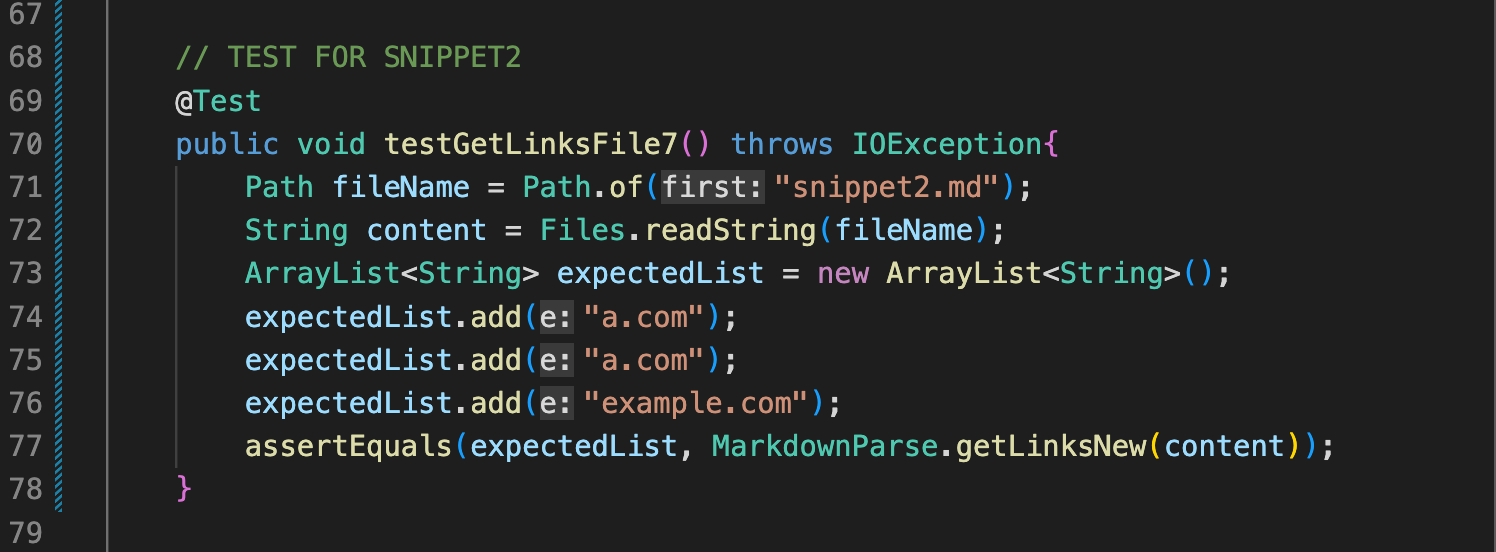 67
68 // TEST FOR SNIPPET2
69 @Test
70 public void testGetLinksFile7() throws IOException{
71 Path fileName = Path.of(first: "snippet2.md");
72 String content = Files.readString(fileName);
73 ArrayList<String> expectedList = new ArrayList<String>();
74 expectedList.add(e: "a.com");
75 expectedList.add(e: "a.com");
76 expectedList.add(e: "example.com");
77 assertEquals(expectedList, MarkdownParse.getLinksNew(content));
78 }
79